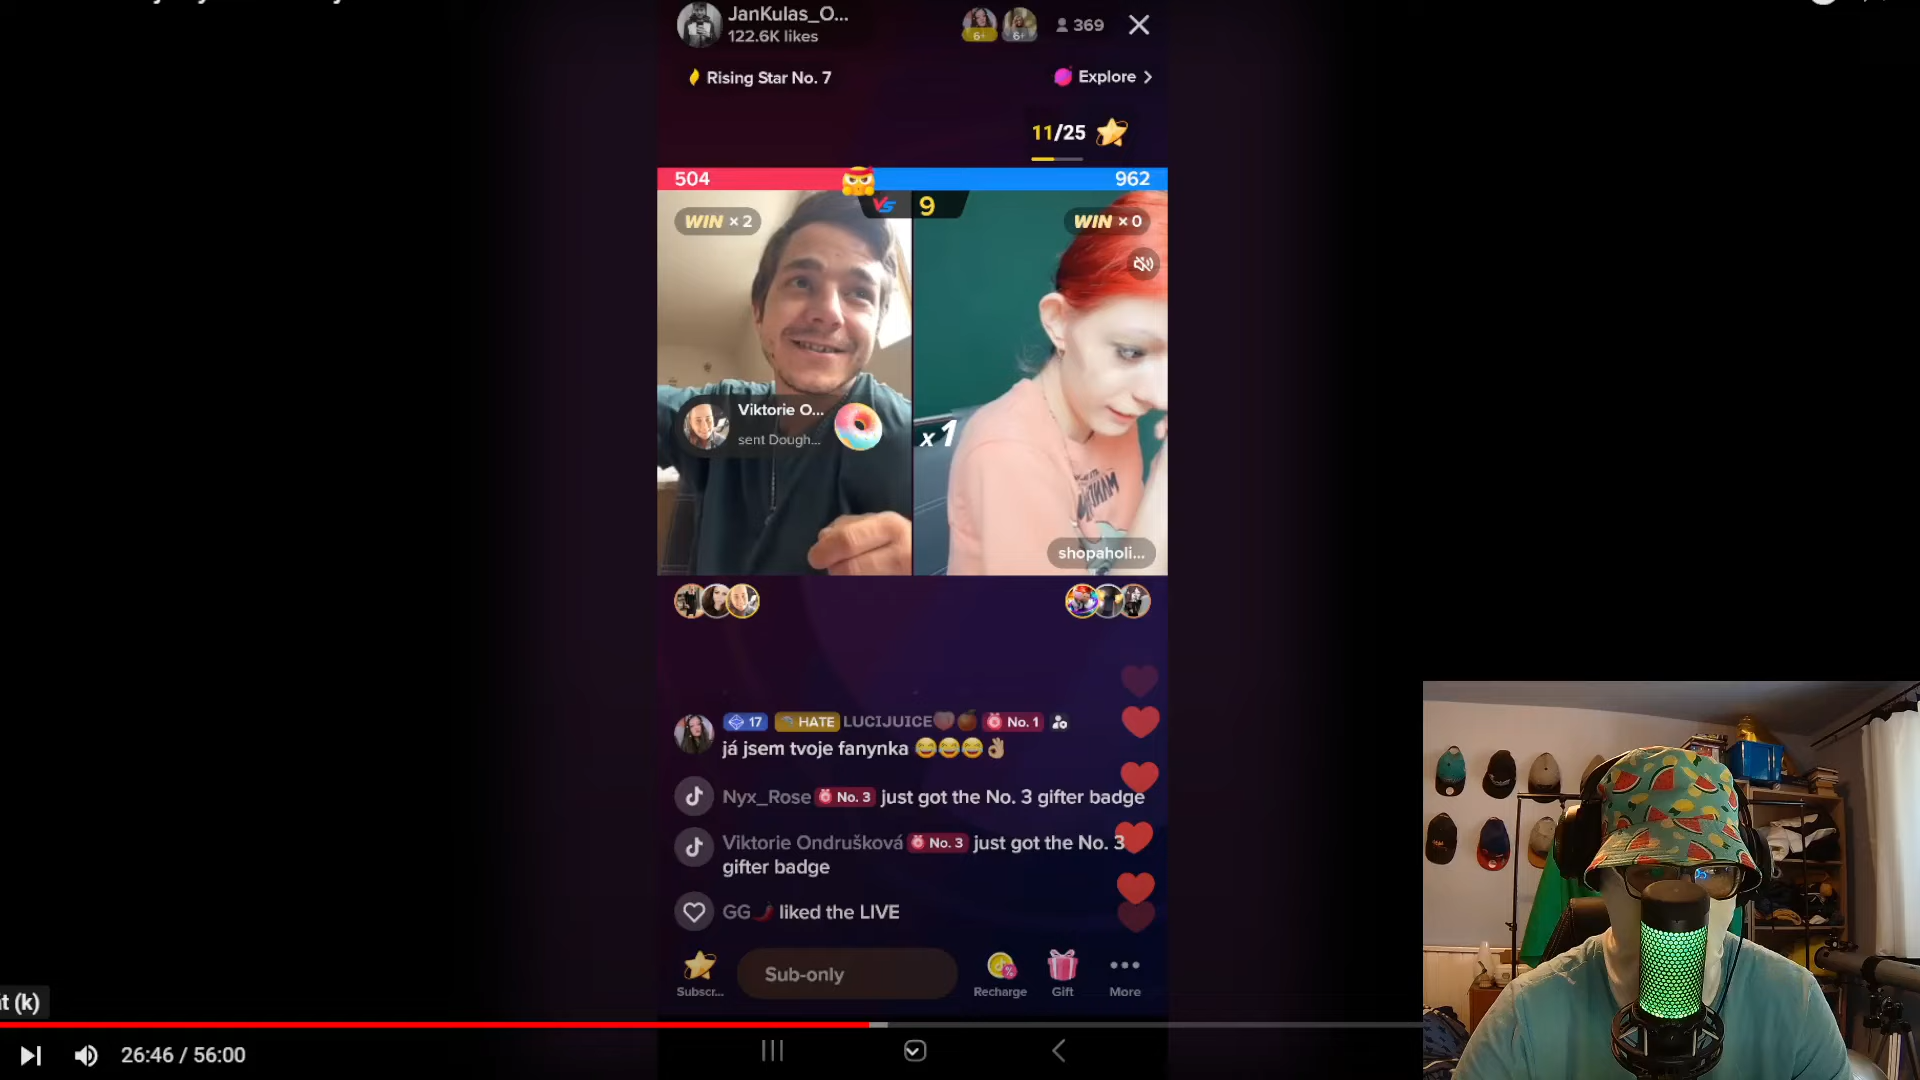 JanKulas_O...
122.6K likes
6+
6+
369
Rising Star No. 7
Explore
11/25
504
962
VS
9
WIN × 2
WIN × 0
Viktorie O...
sent Dough...
x1
shopaholi...
17 HATE LUCIJUICE No. 1
já jsem tvoje fanynka 😂😂😂👌
Nyx_Rose No. 3 just got the No. 3 gifter badge
Viktorie Ondrušková No. 3 just got the No. 3
gifter badge
GG🌶️ liked the LIVE
Subscr...
Sub-only
Recharge
Gift
More
t (k)
26:46 / 56:00